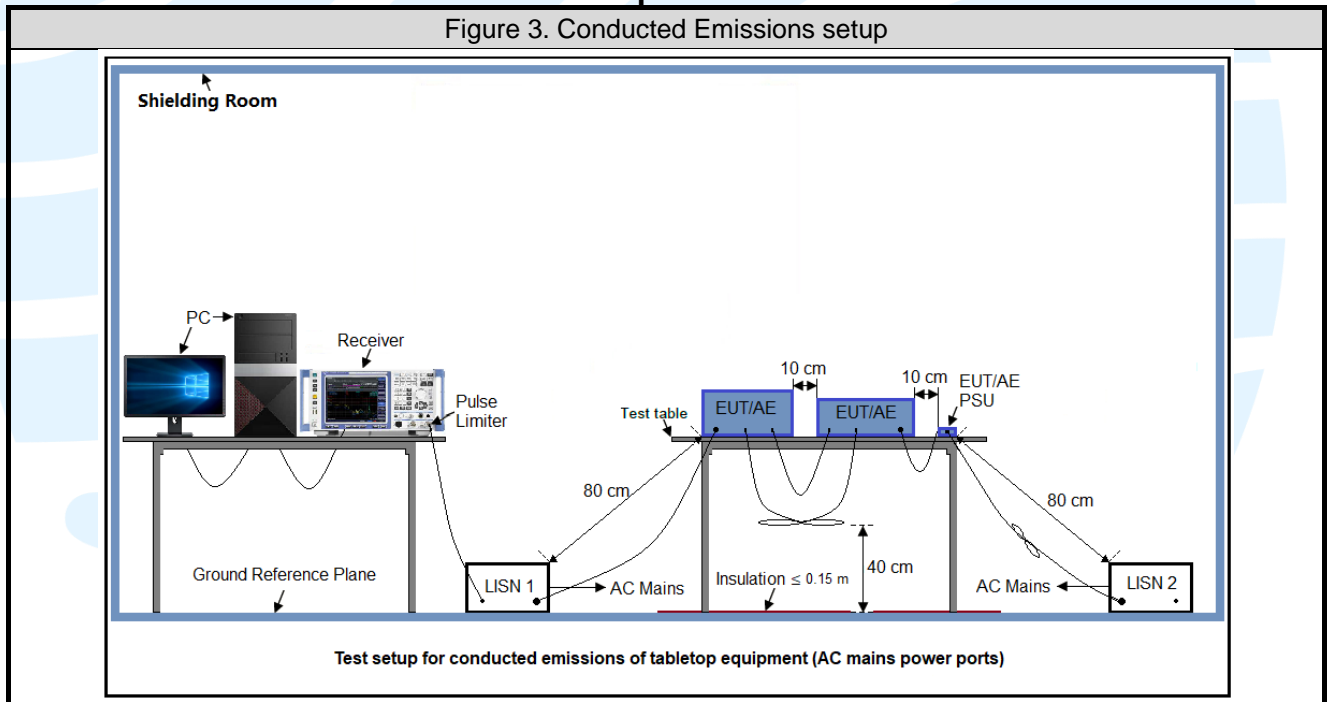 Figure 3. Conducted Emissions setup
Shielding Room
PC
Receiver
Pulse
Limiter
Test table
EUT/AE
10 cm
EUT/AE
10 cm
EUT/AE
PSU
80 cm
80 cm
40 cm
Ground Reference Plane
LISN 1
AC Mains
Insulation ≤ 0.15 m
AC Mains
LISN 2
Test setup for conducted emissions of tabletop equipment (AC mains power ports)